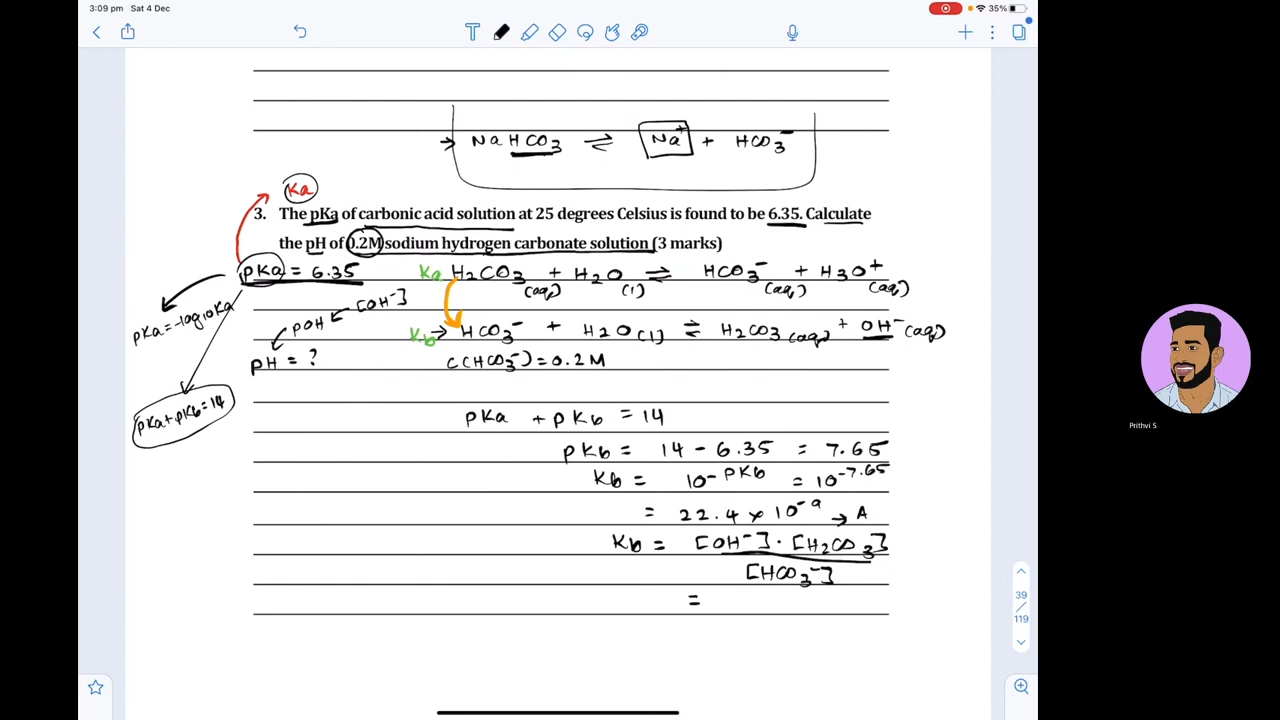 3:09 pm Sat 4 Dec
35%
→ NaHCO3 ⇌ Na+ + HCO3-
Ka
3. The pKa of carbonic acid solution at 25 degrees Celsius is found to be 6.35. Calculate
the pH of 0.2M sodium hydrogen carbonate solution (3 marks)
pKa = 6.35
Ka H2CO3 (aq) + H2O (l) ⇌ HCO3- (aq) + H3O+ (aq)
pKa = -log10 Ka
pOH ← [OH-]
Kb → HCO3- + H2O (l) ⇌ H2CO3 (aq) + OH- (aq)
pH = ?
c(HCO3-) = 0.2M
pKa + pKb = 14
pKa + pKb = 14
pKb = 14 - 6.35 = 7.65
Kb = 10-pKb = 10-7.65
= 22.4 × 10-9 → A
Kb = [OH-] · [H2CO3]
[HCO3-]
=
Prithvi S
39
/
119